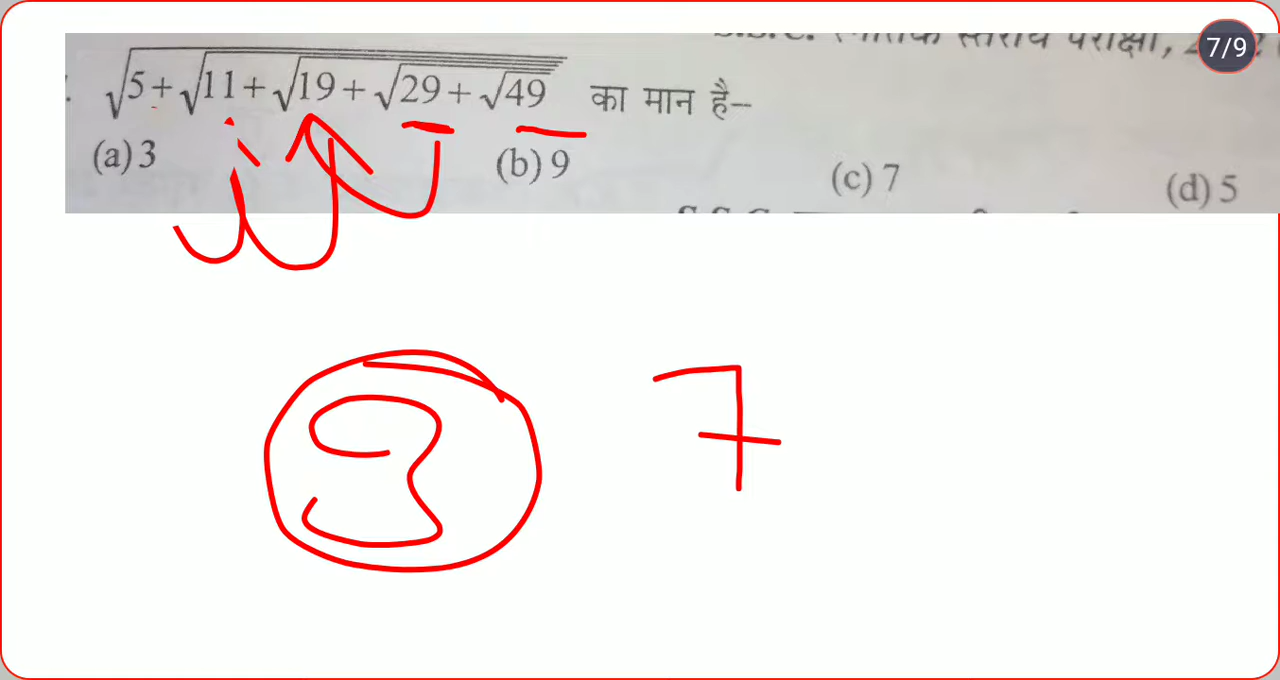 7/9
√5+√11+√19+√29+√49 का मान है–
(a) 3 (b) 9 (c) 7 (d) 5
3 7